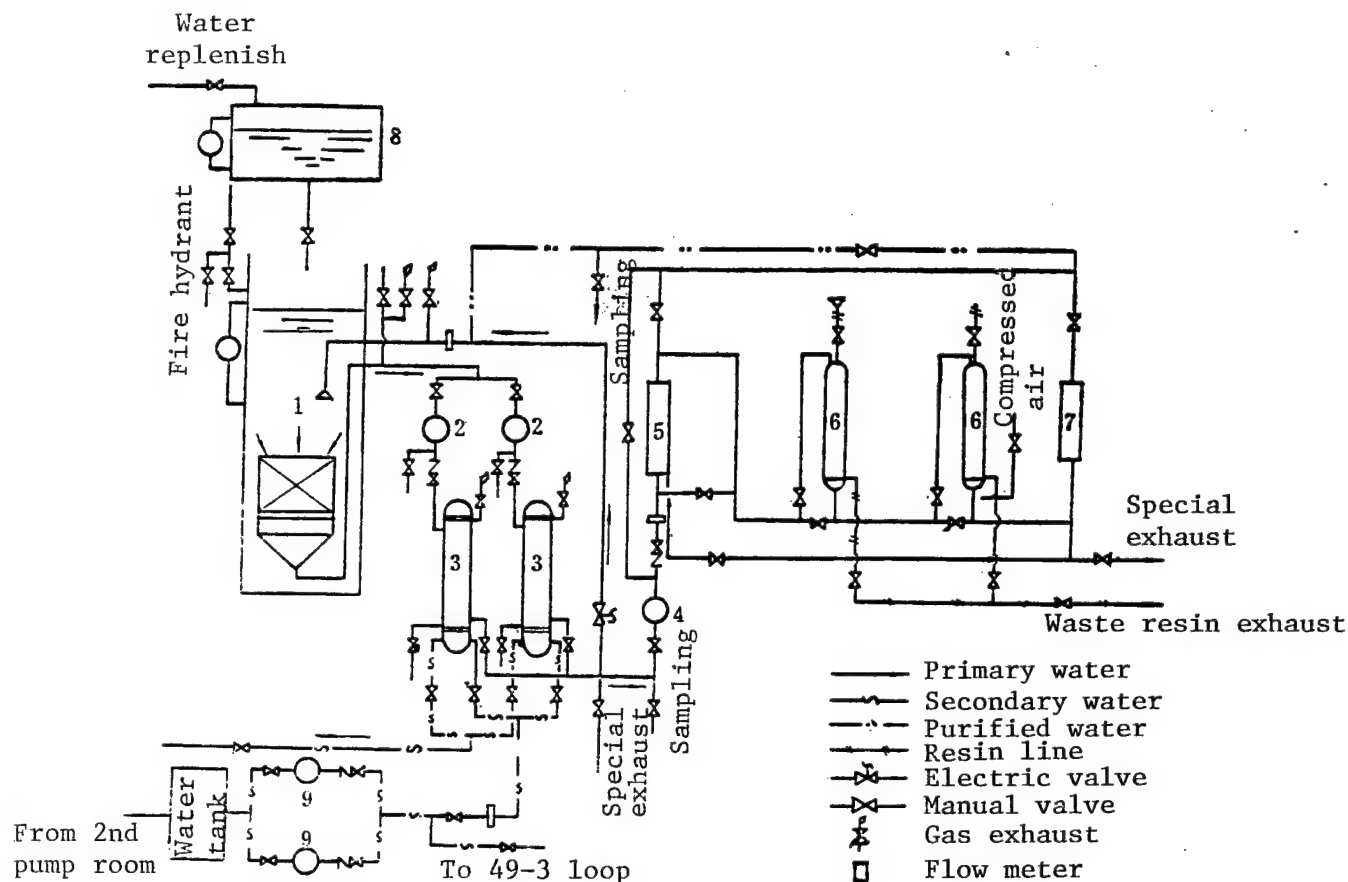 Water
replenish
8
Fire hydrant
1
Sampling
2
2
5
6
6
Compressed
air
7
3
3
4
Special
exhaust
Waste resin exhaust
Sampling
Special
exhaust
Primary water
Secondary water
Purified water
Resin line
Electric valve
Manual valve
Gas exhaust
Flow meter
Water
tank
9
9
From 2nd
pump room
To 49-3 loop
S
S
S
S
S
S
S
S
S
S
S
S